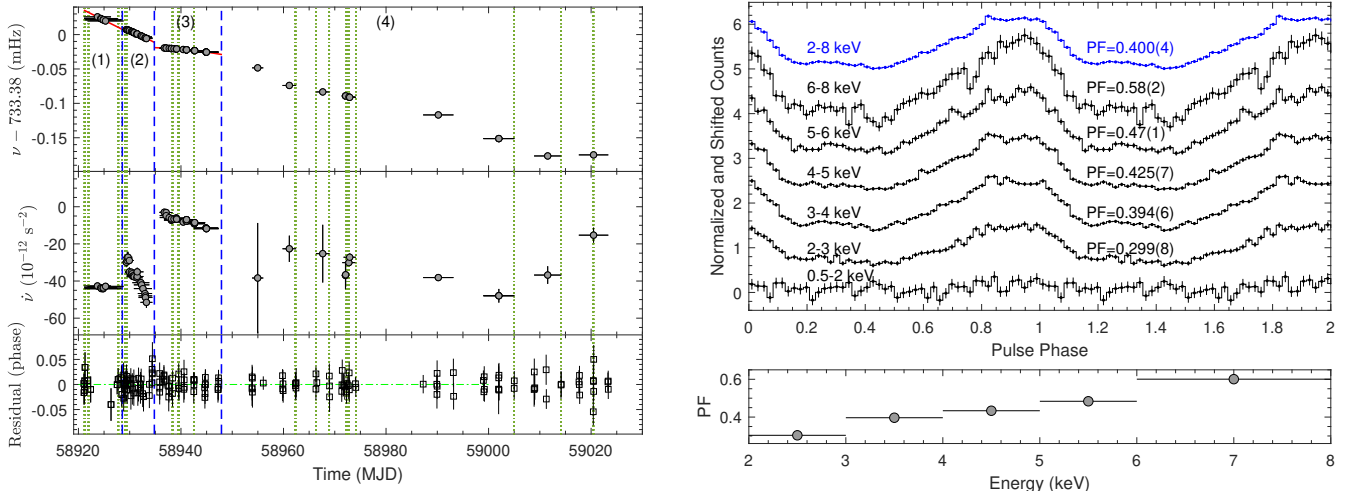 (1)
(2)
(3)
(4)
0
-0.05
-0.1
-0.15
ν − 733.38 (mHz)
0
-20
-40
-60
ν̇ (10⁻¹² s⁻²)
0.05
0
-0.05
Residual (phase)
58920 58940 58960 58980 59000 59020
Time (MJD)
6
5
4
3
2
1
0
Normalized and Shifted Counts
2-8 keV PF=0.400(4)
6-8 keV PF=0.58(2)
5-6 keV PF=0.47(1)
4-5 keV PF=0.425(7)
3-4 keV PF=0.394(6)
2-3 keV PF=0.299(8)
0.5-2 keV
0 0.2 0.4 0.6 0.8 1 1.2 1.4 1.6 1.8 2
Pulse Phase
0.6
0.4
PF
2 3 4 5 6 7 8
Energy (keV)